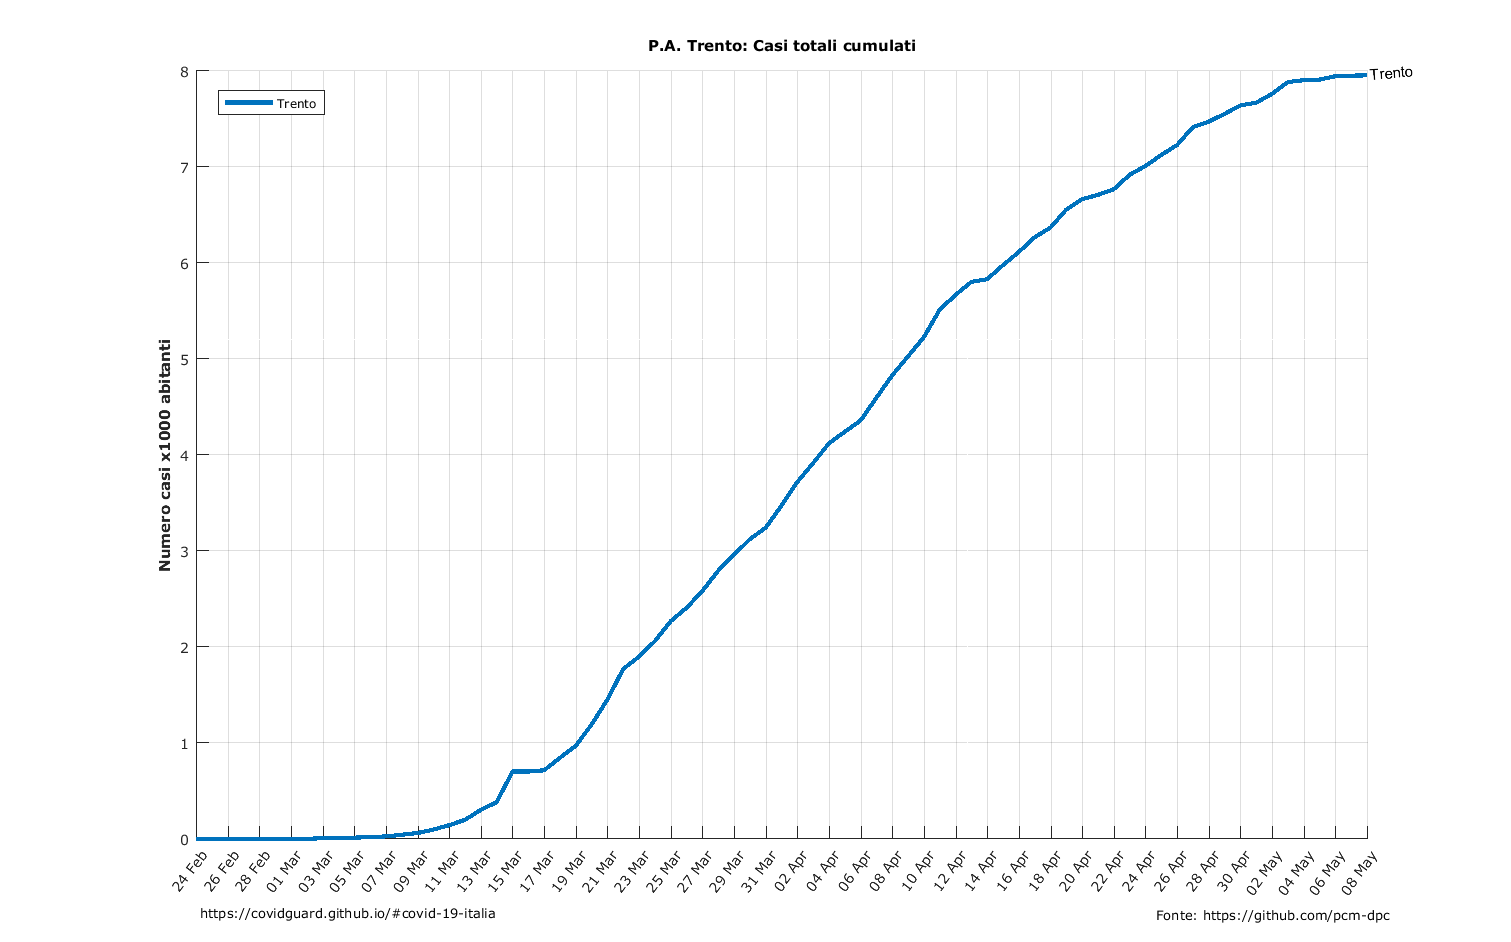 P.A. Trento: Casi totali cumulati
Trento
Trento
Numero casi x1000 abitanti
8
7
6
5
4
3
2
1
0
24 Feb
26 Feb
28 Feb
01 Mar
03 Mar
05 Mar
07 Mar
09 Mar
11 Mar
13 Mar
15 Mar
17 Mar
19 Mar
21 Mar
23 Mar
25 Mar
27 Mar
29 Mar
31 Mar
02 Apr
04 Apr
06 Apr
08 Apr
10 Apr
12 Apr
14 Apr
16 Apr
18 Apr
20 Apr
22 Apr
24 Apr
26 Apr
28 Apr
30 Apr
02 May
04 May
06 May
08 May
https://covidguard.github.io/#covid-19-italia
Fonte: https://github.com/pcm-dpc